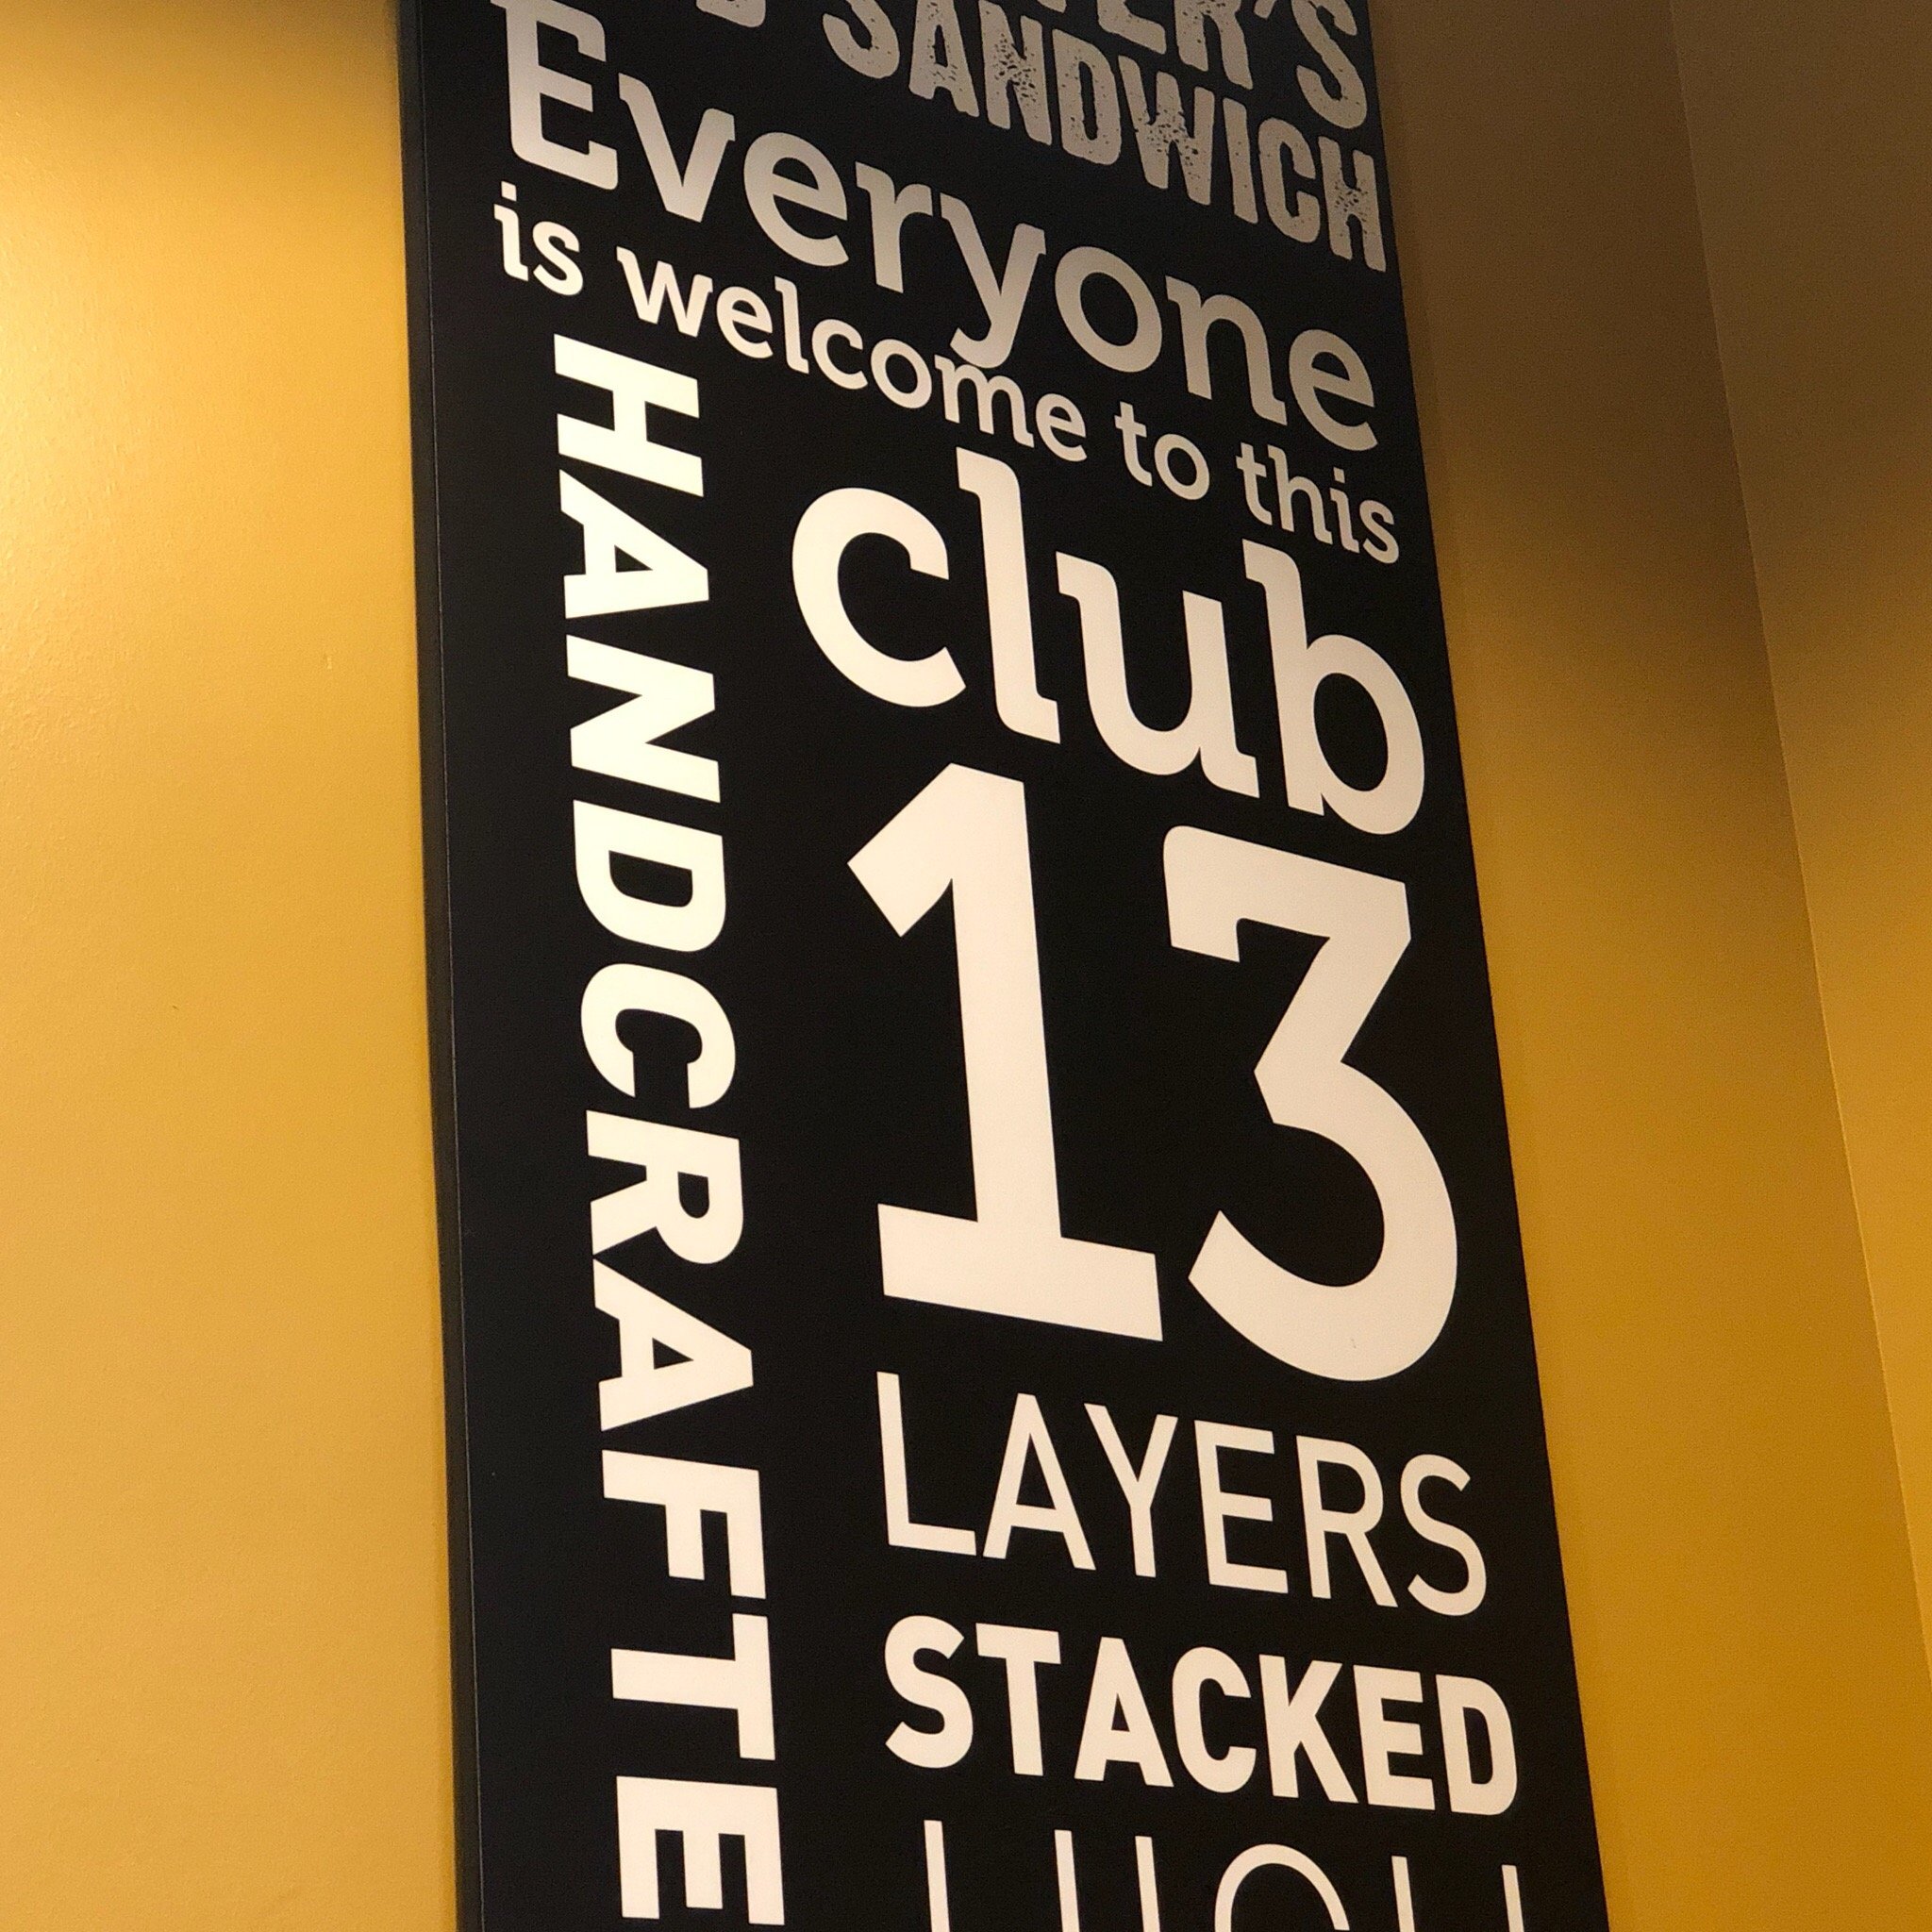 SANDWICH
Everyone
is welcome to this
club
HANDCRAFTE
13
LAYERS
STACKED